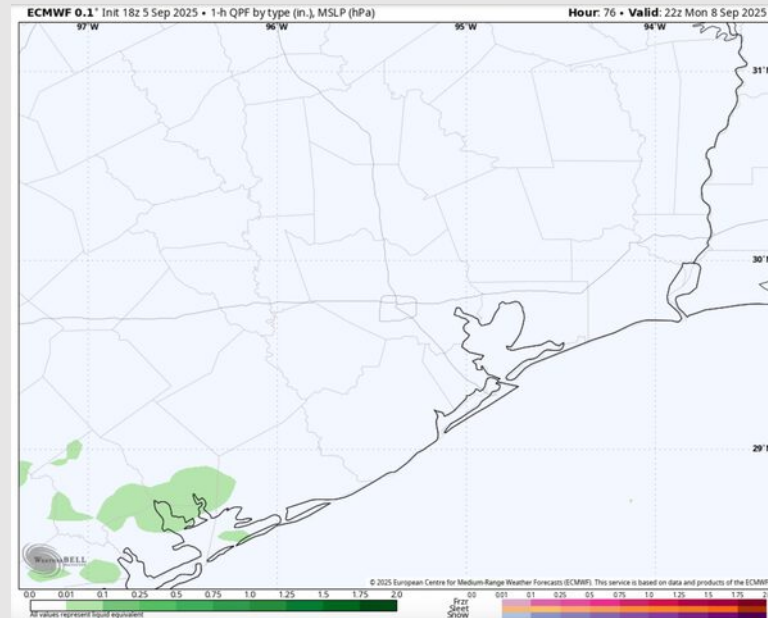 ECMWF 0.1° Init 18z 5 Sep 2025 • 1-h QPF by type (in.), MSLP (hPa)
Hour: 76 • Valid: 22z Mon 8 Sep 2025
97°W 96°W 95°W 94°W
31°N
30°N
29°N
WeatherBELL
© 2025 European Centre for Medium-Range Weather Forecasts (ECMWF). This service is based on data and products of the ECMWF
0.0 0.01 0.1 0.25 0.5 0.75 1.0 1.25 1.5 1.75 2.0
0.0 0.01 0.1 0.25 0.5 0.75 1.0 1.25 1.5 1.75 2.0
Frzr
Sleet
Snow
All values represent liquid equivalent